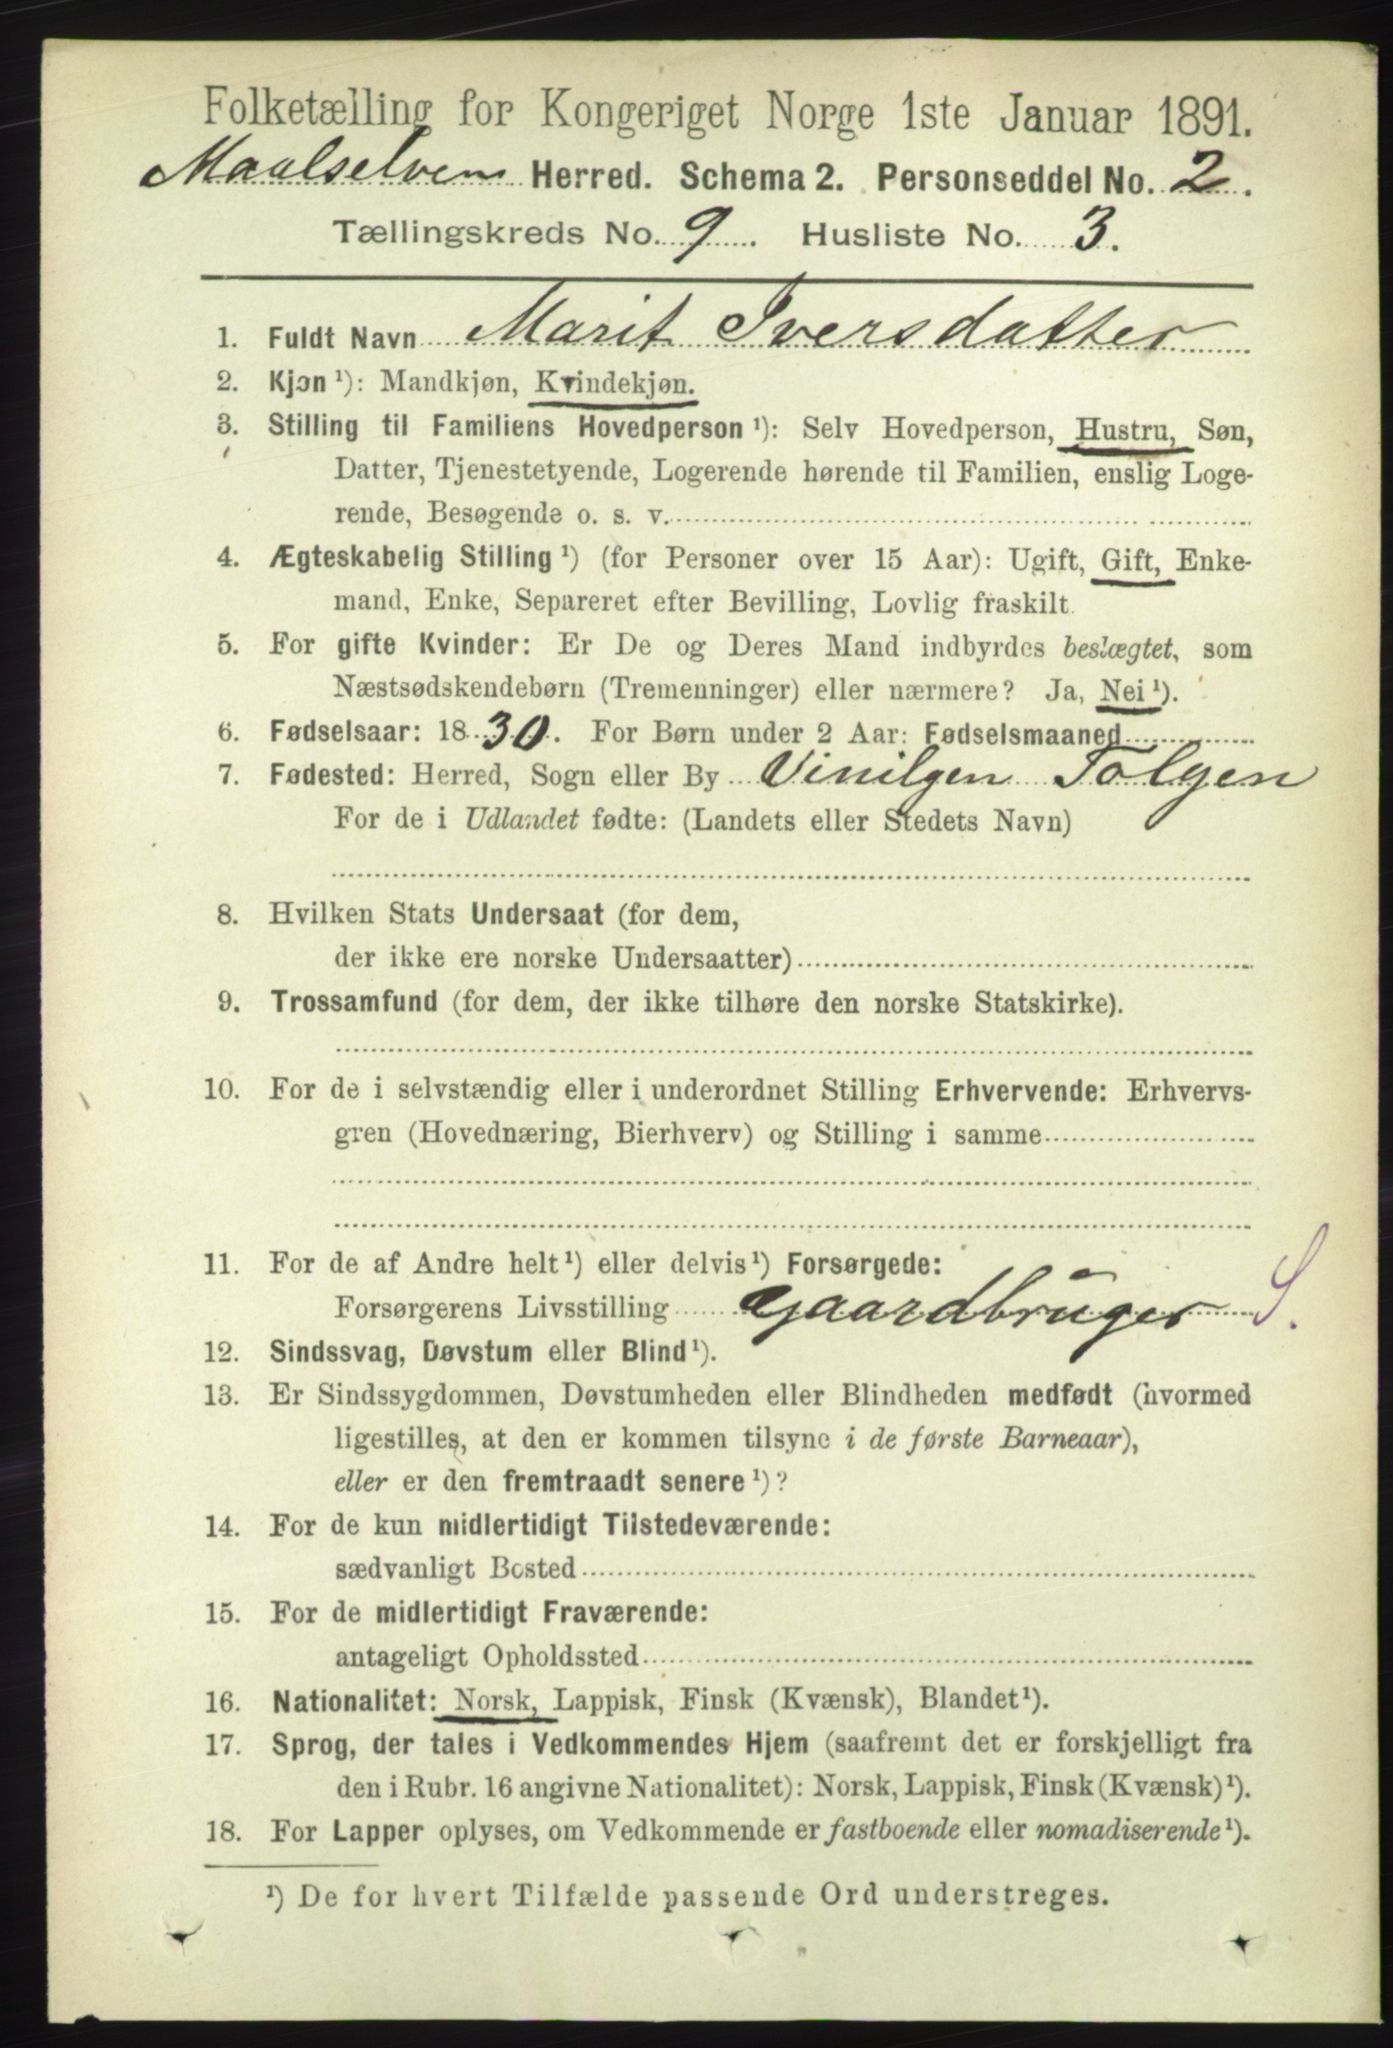 Folketælling for Kongeriget Norge 1ste Januar 1891.
Maalselven Herred. Schema 2. Personseddel No. 2.
Tællingskreds No. 9. Husliste No. 3.
1. Fuldt Navn Marit Iversdatter
2. Kjøn ¹): Mandkjøn, Kvindekjøn.
3. Stilling til Familiens Hovedperson ¹): Selv Hovedperson, Hustru, Søn,
Datter, Tjenestetyende, Logerende hørende til Familien, enslig Loge-
rende, Besøgende o. s. v.
4. Ægteskabelig Stilling ¹) (for Personer over 15 Aar): Ugift, Gift, Enke-
mand, Enke, Separeret efter Bevilling, Lovlig fraskilt.
5. For gifte Kvinder: Er De og Deres Mand indbyrdes beslægtet, som
Næstsødskendebørn (Tremenninger) eller nærmere? Ja, Nei ¹).
6. Fødselsaar: 1830. For Børn under 2 Aar: Fødselsmaaned
7. Fødested: Herred, Sogn eller By Vinilgen Tolgen
For de i Udlandet fødte: (Landets eller Stedets Navn)
8. Hvilken Stats Undersaat (for dem,
der ikke ere norske Undersaatter)
9. Trossamfund (for dem, der ikke tilhøre den norske Statskirke).
10. For de i selvstændig eller i underordnet Stilling Erhvervende: Erhvervs-
gren (Hovednæring, Bierhverv) og Stilling i samme
11. For de af Andre helt ¹) eller delvis ¹) Forsørgede:
Forsørgerens Livsstilling Gaardbruger S.
12. Sindssvag, Døvstum eller Blind ¹).
13. Er Sindssygdommen, Døvstumheden eller Blindheden medfødt (hvormed
ligestilles, at den er kommen tilsyne i de første Barneaar),
eller er den fremtraadt senere ¹)?
14. For de kun midlertidigt Tilstedeværende:
sædvanligt Bosted
15. For de midlertidigt Fraværende:
antageligt Opholdssted
16. Nationalitet: Norsk, Lappisk, Finsk (Kvænsk), Blandet ¹).
17. Sprog, der tales i Vedkommendes Hjem (saafremt det er forskjelligt fra
den i Rubr. 16 angivne Nationalitet): Norsk, Lappisk, Finsk (Kvænsk) ¹).
18. For Lapper oplyses, om Vedkommende er fastboende eller nomadiserende ¹).
¹) De for hvert Tilfælde passende Ord understreges.